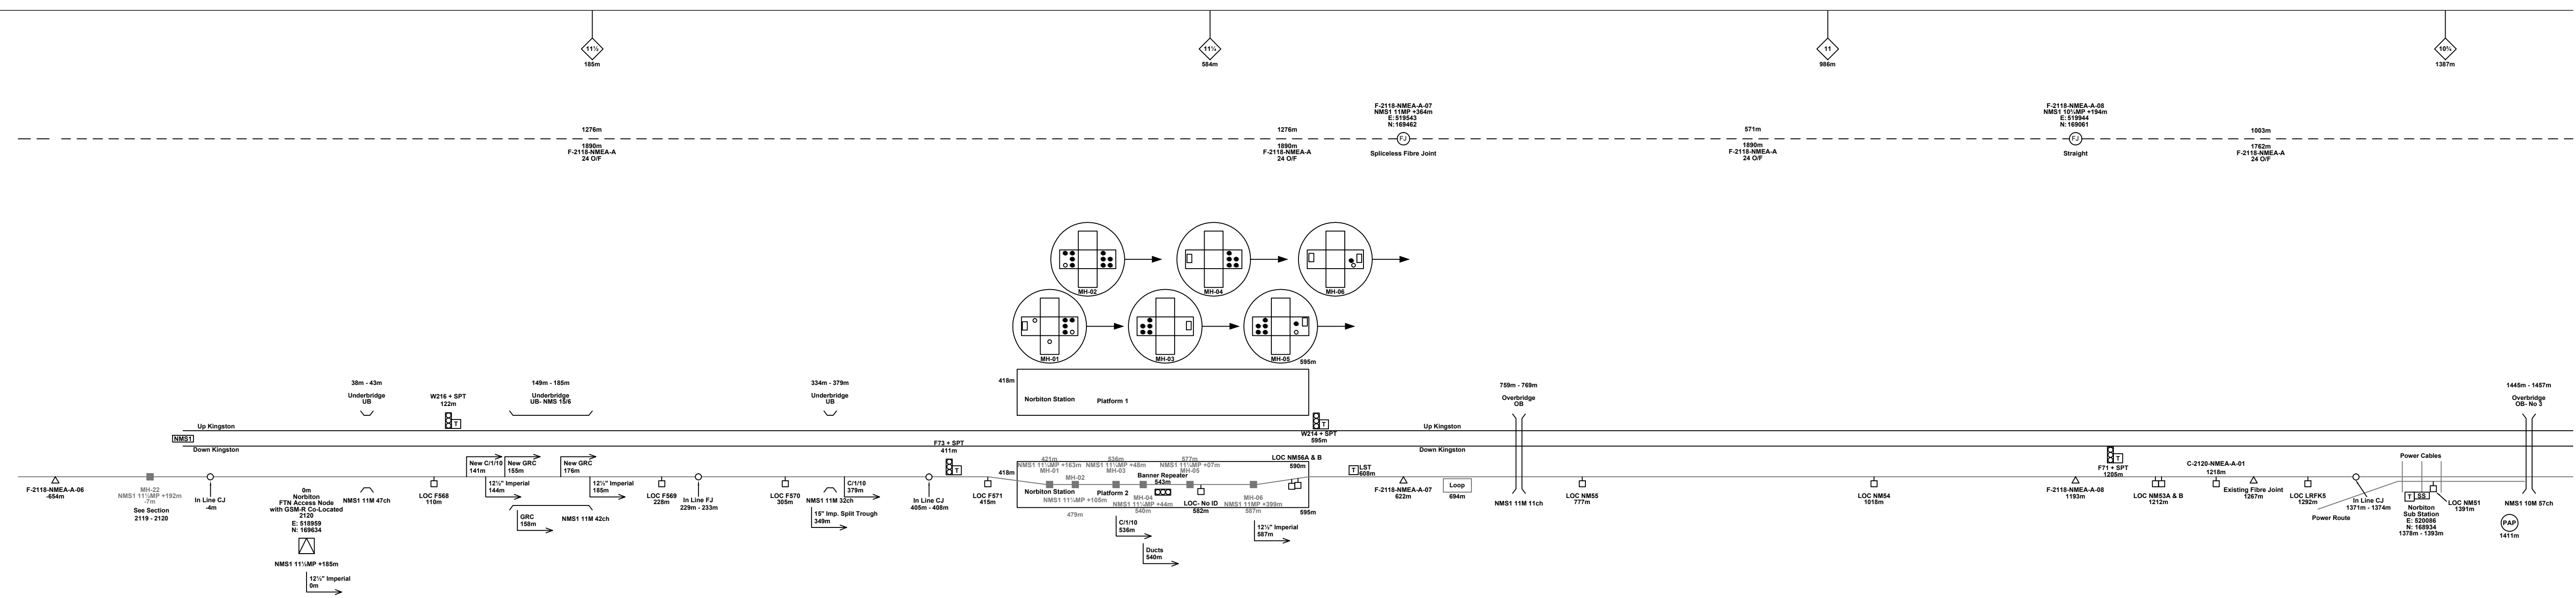 11½
185m
11¼
584m
11
986m
10¾
1387m
F-2118-NMEA-A-07
NMS1 11MP +364m
E: 519543
N: 169462
FJ
Spliceless Fibre Joint
F-2118-NMEA-A-08
NMS1 10¾MP +194m
E: 519944
N: 169061
FJ
Straight
1276m
1890m
F-2118-NMEA-A
24 O/F
1276m
1890m
F-2118-NMEA-A
24 O/F
571m
1890m
F-2118-NMEA-A
24 O/F
1003m
1762m
F-2118-NMEA-A
24 O/F
MH-02
MH-04
MH-06
MH-01
MH-03
MH-05
595m
418m
Norbiton Station
Platform 1
38m - 43m
Underbridge
UB
W216 + SPT
122m
T
149m - 185m
Underbridge
UB- NMS 15/6
334m - 379m
Underbridge
UB
759m - 769m
Overbridge
OB
1445m - 1457m
Overbridge
OB- No 3
NMS1
Up Kingston
Down Kingston
Up Kingston
Down Kingston
T
W214 + SPT
595m
F73 + SPT
411m
T
F-2118-NMEA-A-06
-654m
MH-22
NMS1 11½MP +192m
-7m
See Section
2119 - 2120
In Line CJ
-4m
0m
Norbiton
FTN Access Node
with GSM-R Co-Located
2120
E: 518959
N: 169634
NMS1 11½MP +185m
12½" Imperial
0m
NMS1 11M 47ch
LOC F568
110m
New C/1/10
141m
New GRC
155m
New GRC
176m
12½" Imperial
144m
12½" Imperial
185m
GRC
158m
NMS1 11M 42ch
LOC F569
228m
In Line FJ
229m - 233m
LOC F570
305m
NMS1 11M 32ch
C/1/10
379m
15" Imp. Split Trough
349m
In Line CJ
405m - 408m
LOC F571
415m
418m
421m
NMS1 11¼MP +163m
MH-01
536m
NMS1 11¼MP +48m
MH-03
577m
NMS1 11¼MP +07m
MH-05
MH-02
NMS1 11¼MP +105m
479m
Norbiton Station
Platform 2
Banner Repeater
543m
MH-04
NMS1 11¼MP +44m
540m
LOC- No ID
582m
MH-06
NMS1 11MP +399m
587m
LOC NM56A & B
590m
595m
C/1/10
536m
Ducts
540m
12½" Imperial
587m
T
LST
608m
F-2118-NMEA-A-07
622m
Loop
694m
NMS1 11M 11ch
LOC NM55
777m
LOC NM54
1018m
F-2118-NMEA-A-08
1193m
T
F71 + SPT
1205m
LOC NM53A & B
1212m
C-2120-NMEA-A-01
1218m
Existing Fibre Joint
1267m
LOC LRFK5
1292m
In Line CJ
1371m - 1374m
Power Route
Power Cables
T
SS
Norbiton
Sub Station
E: 520086
N: 168934
1378m - 1393m
LOC NM51
1391m
NMS1 10M 57ch
PAP
1411m